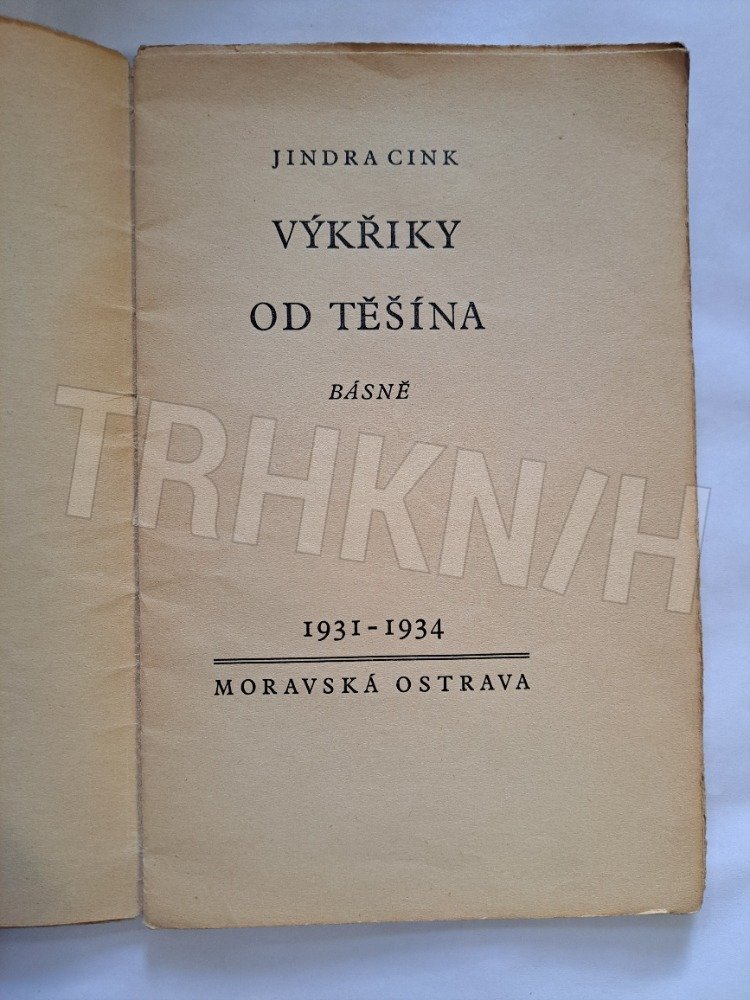 JINDRA CINK
VÝKŘIKY
OD TĚŠÍNA
BÁSNĚ
TRHKNIH
1931-1934
MORAVSKÁ OSTRAVA